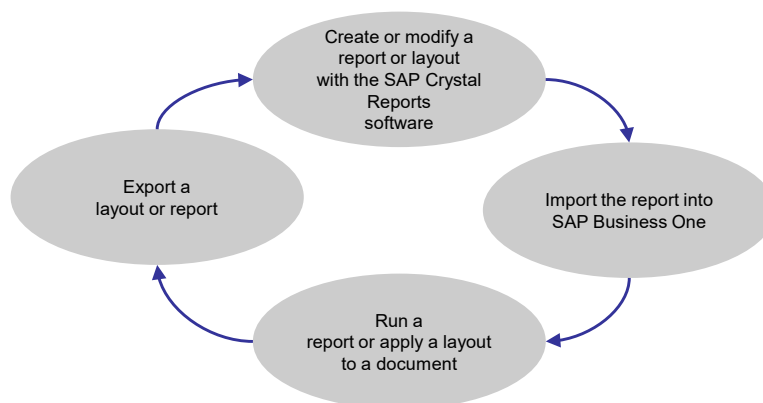 Create or modify a
report or layout
with the SAP Crystal
Reports
software
Import the report into
SAP Business One
Run a
report or apply a layout
to a document
Export a
layout or report